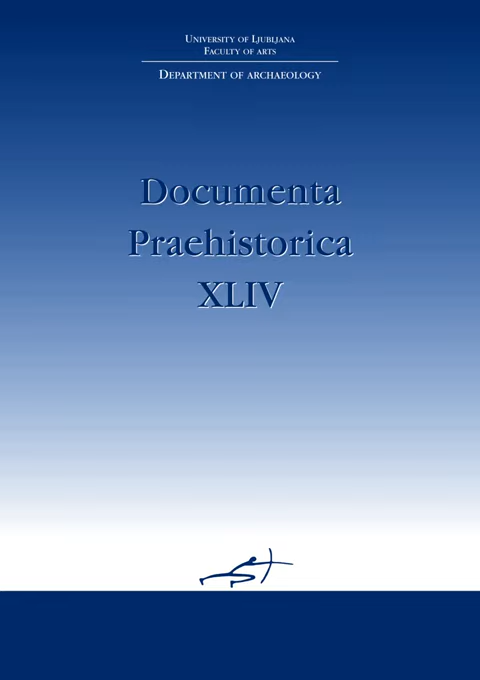 University of Ljubljana
Faculty of arts
Department of archaeology
Documenta
Praehistorica
XLIV